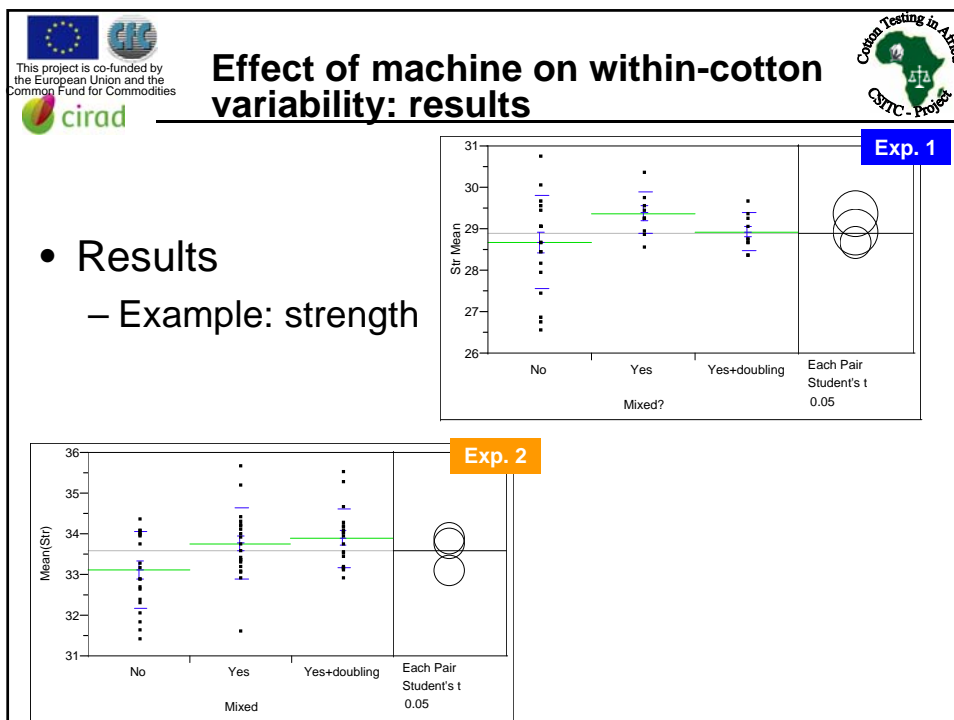 CFC
This project is co-funded by
the European Union and the
Common Fund for Commodities
cirad
Effect of machine on within-cotton
variability: results
Cotton Testing in Africa
CSITC - Project
• Results
– Example: strength
Exp. 1
31
30
29
28
27
26
Str Mean
No
Yes
Yes+doubling
Each Pair
Student's t
0.05
Mixed?
Exp. 2
36
35
34
33
32
31
Mean(Str)
No
Yes
Yes+doubling
Each Pair
Student's t
0.05
Mixed